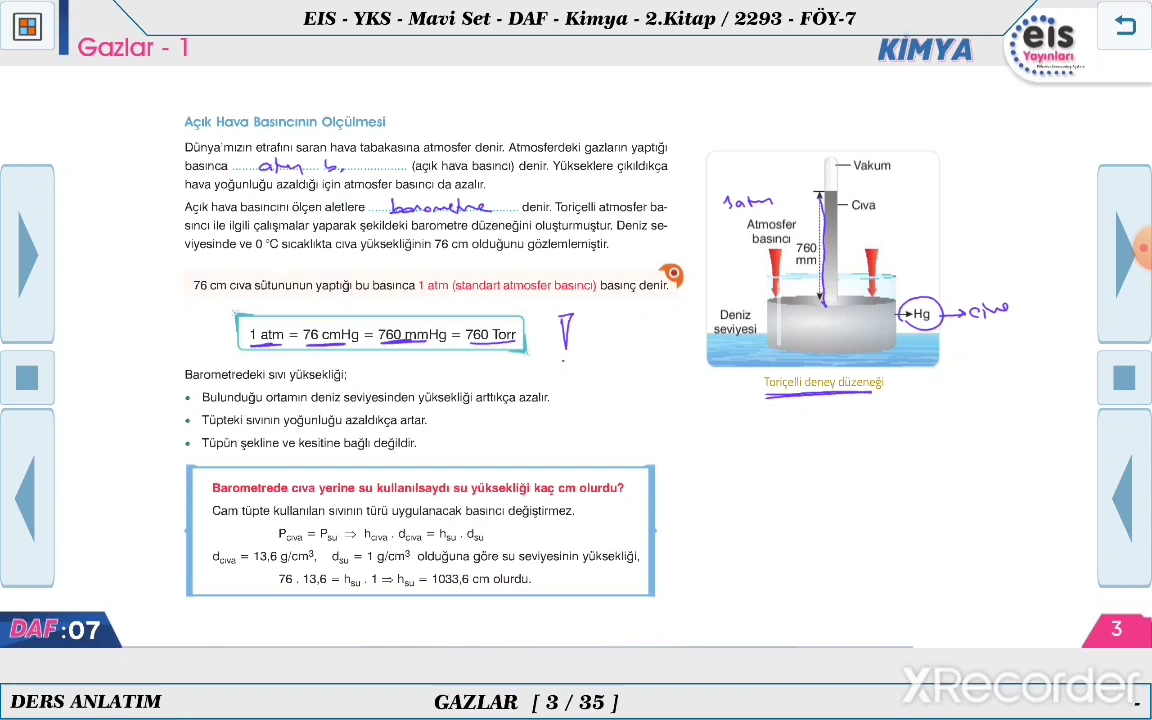 EIS - YKS - Mavi Set - DAF - Kimya - 2.Kitap / 2293 - FÖY-7
Gazlar - 1
KİMYA
eis
Yayınları
Açık Hava Basıncının Ölçülmesi
Dünya'mızın etrafını saran hava tabakasına atmosfer denir. Atmosferdeki gazların yaptığı
basınca ........atm b.................. (açık hava basıncı) denir. Yükseklere çıkıldıkça
hava yoğunluğu azaldığı için atmosfer basıncı da azalır.
Açık hava basıncını ölçen aletlere ......barometre........ denir. Toriçelli atmosfer ba-
sıncı ile ilgili çalışmalar yaparak şekildeki barometre düzeneğini oluşturmuştur. Deniz se-
viyesinde ve 0 °C sıcaklıkta cıva yüksekliğinin 76 cm olduğunu gözlemlemiştir.
76 cm cıva sütununun yaptığı bu basınca 1 atm (standart atmosfer basıncı) basınç denir.
1 atm = 76 cmHg = 760 mmHg = 760 Torr
!
Barometredeki sıvı yüksekliği;
• Bulunduğu ortamın deniz seviyesinden yüksekliği arttıkça azalır.
• Tüpteki sıvının yoğunluğu azaldıkça artar.
• Tüpün şekline ve kesitine bağlı değildir.
Barometrede cıva yerine su kullanılsaydı su yüksekliği kaç cm olurdu?
Cam tüpte kullanılan sıvının türü uygulanacak basıncı değiştirmez.
Pcıva = Psu ⇒ hcıva . dcıva = hsu . dsu
dcıva = 13,6 g/cm³, dsu = 1 g/cm³ olduğuna göre su seviyesinin yüksekliği,
76 . 13,6 = hsu . 1 ⇒ hsu = 1033,6 cm olurdu.
Vakum
Cıva
1 atm
Atmosfer
basıncı
760
mm
Deniz
seviyesi
Hg
cıva
Toriçelli deney düzeneği
DAF :07
3
XRecorder
DERS ANLATIM
GAZLAR [ 3 / 35 ]
-